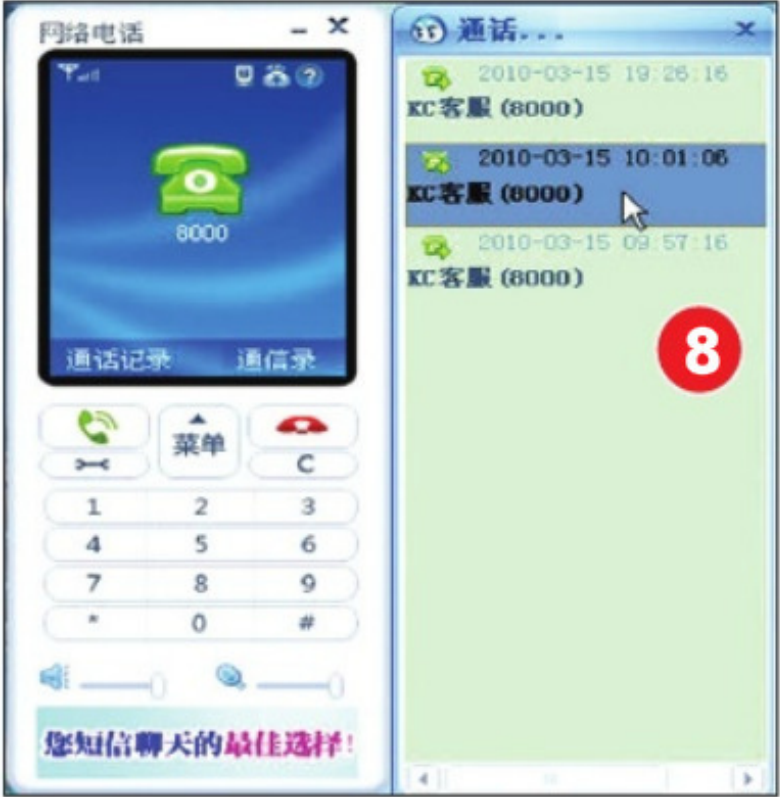 网络电话
8000
通话记录 通信录
菜单
C
1 2 3
4 5 6
7 8 9
* 0 #
您短信聊天的最佳选择!
通话...
2010-03-15 19:26:16
KC客服(8000)
2010-03-15 10:01:06
KC客服(8000)
2010-03-15 09:57:16
KC客服(8000)
8